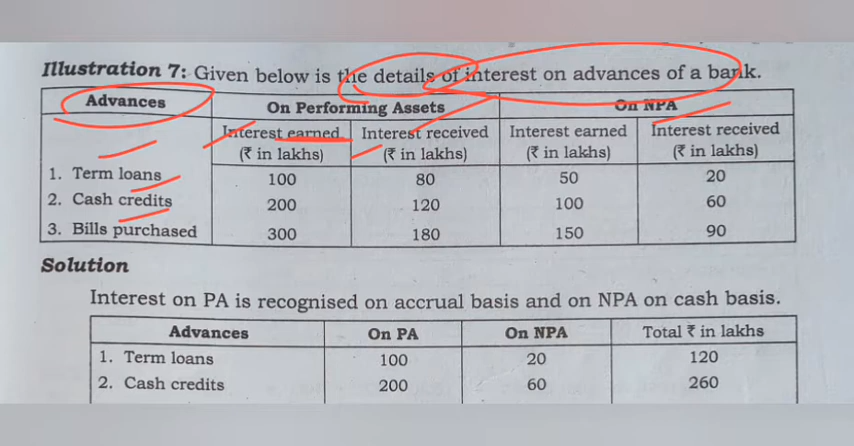 Illustration 7: Given below is the details of interest on advances of a bank.
Advances On Performing Assets On NPA
Interest earned Interest received Interest earned Interest received
(₹ in lakhs) (₹ in lakhs) (₹ in lakhs) (₹ in lakhs)
1. Term loans 100 80 50 20
2. Cash credits 200 120 100 60
3. Bills purchased 300 180 150 90
Solution
Interest on PA is recognised on accrual basis and on NPA on cash basis.
Advances On PA On NPA Total ₹ in lakhs
1. Term loans 100 20 120
2. Cash credits 200 60 260